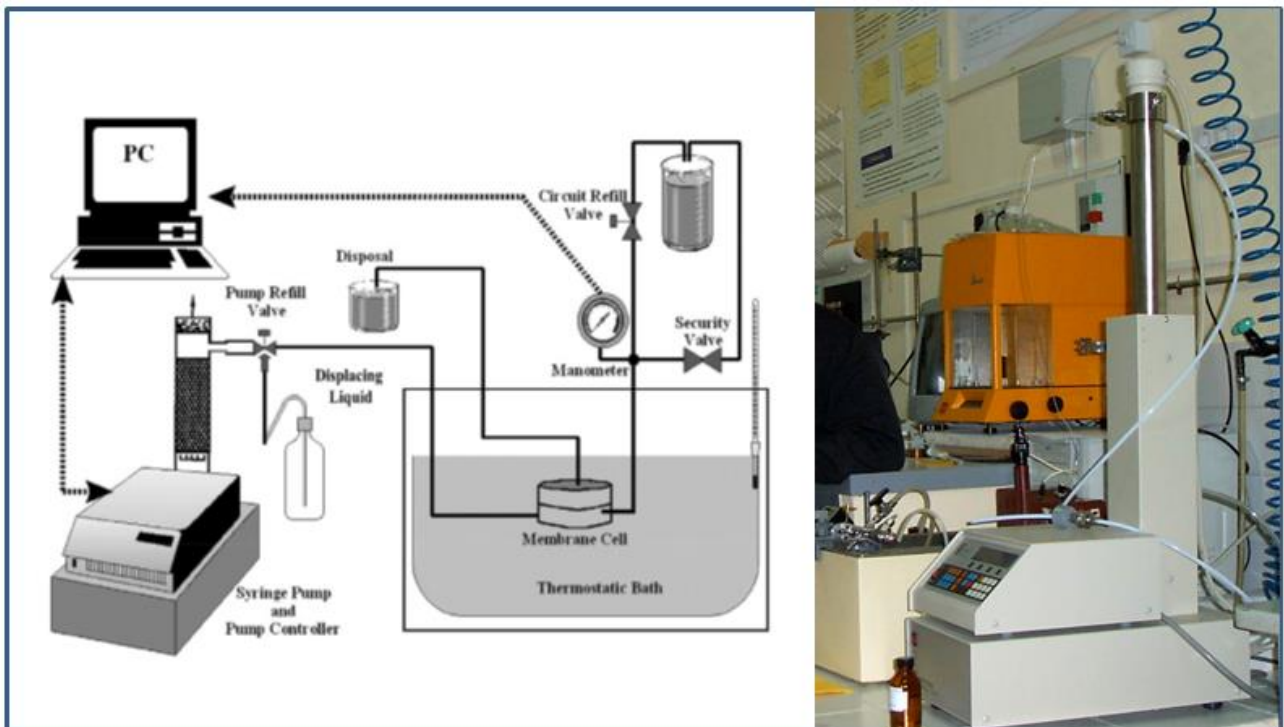 PC
Circuit Refill
Valve
Disposal
Pump Refill
Valve
Security
Valve
Manometer
Displacing
Liquid
Membrane Cell
Thermostatic Bath
Syringe Pump
and
Pump Controller